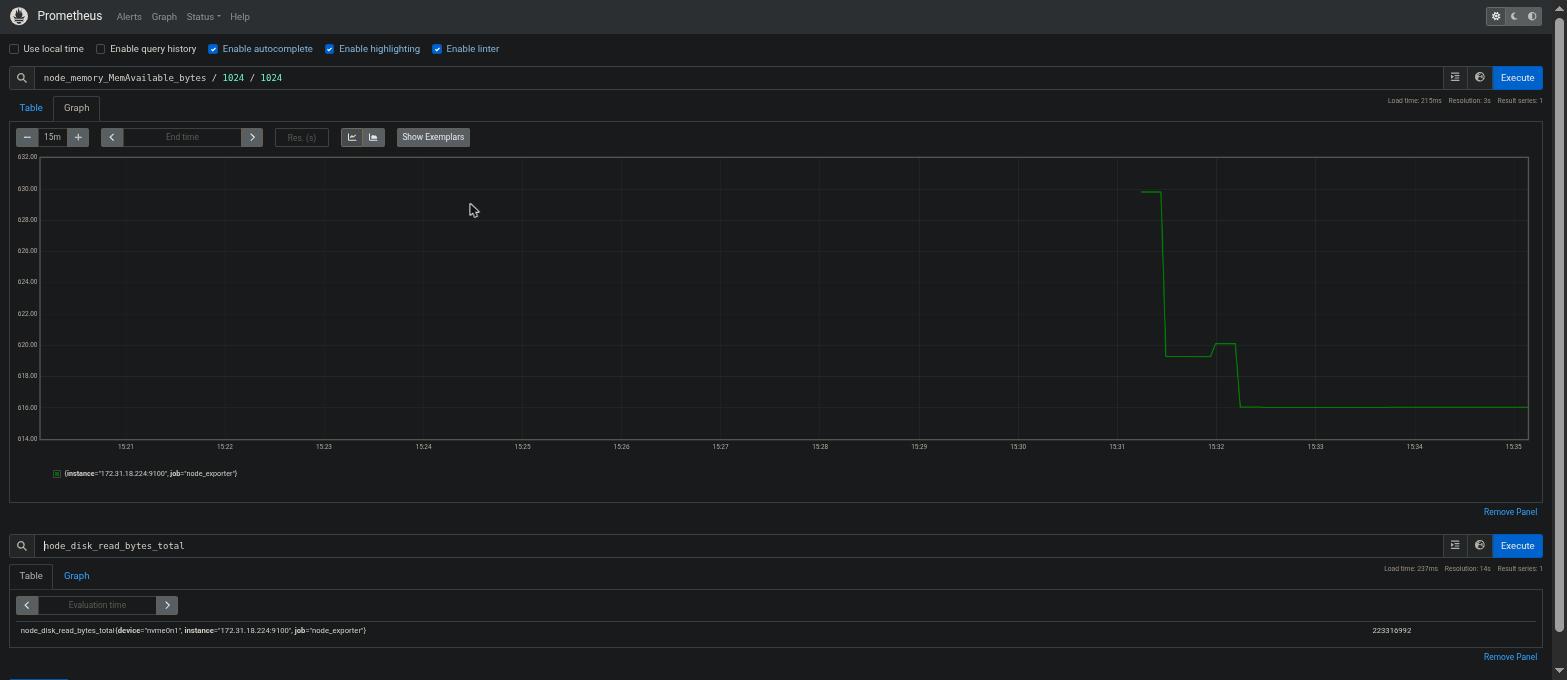 Prometheus Alerts Graph Status Help
Use local time Enable query history Enable autocomplete Enable highlighting Enable linter
node_memory_MemAvailable_bytes / 1024 / 1024 Execute
Table Graph
Load time: 215ms Resolution: 3s Result series: 1
15m End time Res. (s) Show Exemplars
632.00
630.00
628.00
626.00
624.00
622.00
620.00
618.00
616.00
614.00
15:21 15:22 15:23 15:24 15:25 15:26 15:27 15:28 15:29 15:30 15:31 15:32 15:33 15:34 15:35
{instance="172.31.18.224:9100", job="node_exporter"}
Remove Panel
node_disk_read_bytes_total Execute
Table Graph
Load time: 237ms Resolution: 14s Result series: 1
Evaluation time
node_disk_read_bytes_total{device="nvme0n1", instance="172.31.18.224:9100", job="node_exporter"} 223316992
Remove Panel